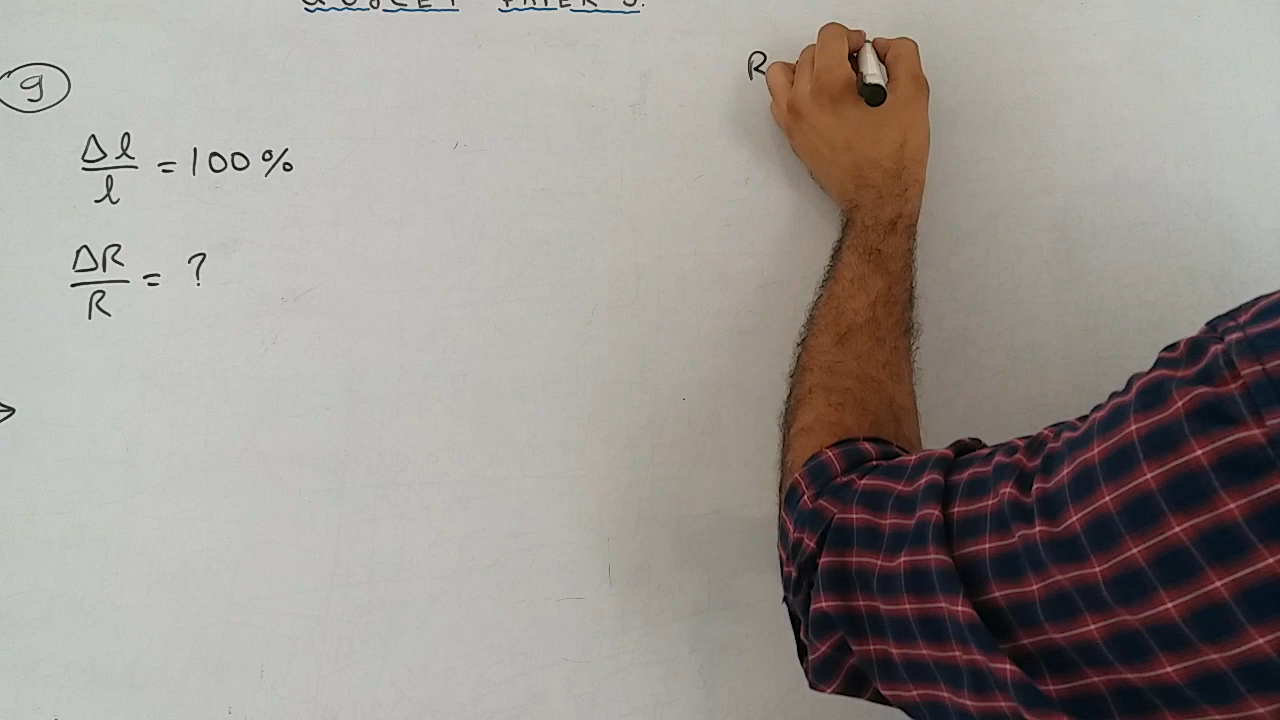 9
Δl/l = 100%
ΔR/R = ?
→
R